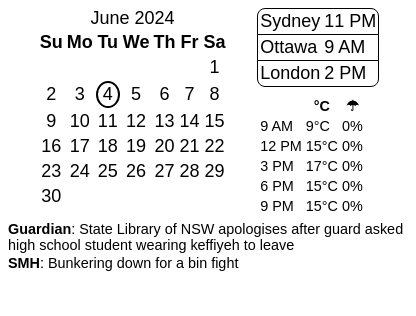 June 2024
Su Mo Tu We Th Fr Sa
1
2 3 4 5 6 7 8
9 10 11 12 13 14 15
16 17 18 19 20 21 22
23 24 25 26 27 28 29
30
Sydney 11 PM
Ottawa 9 AM
London 2 PM
°C ☂
9 AM 9°C 0%
12 PM 15°C 0%
3 PM 17°C 0%
6 PM 15°C 0%
9 PM 15°C 0%
Guardian: State Library of NSW apologises after guard asked
high school student wearing keffiyeh to leave
SMH: Bunkering down for a bin fight